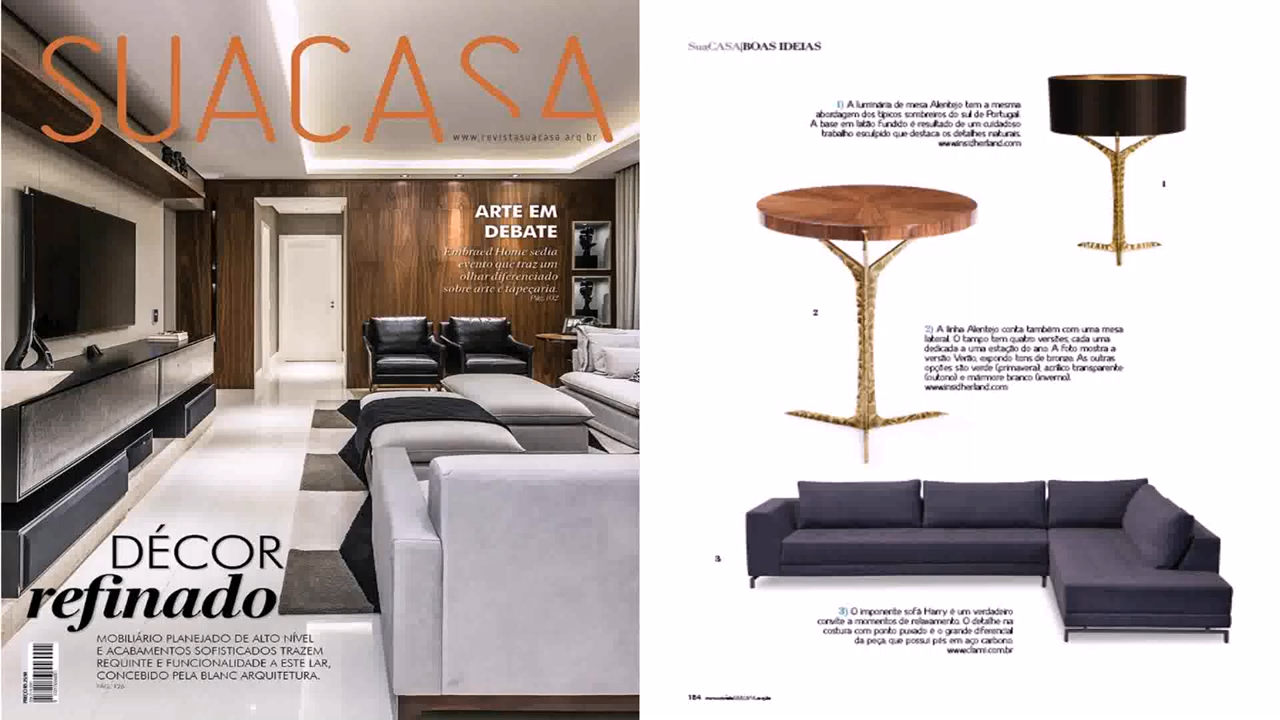 SUACASA
www.revistasuacasa.arq.br
ARTE EM
DEBATE
Embraed Home sedia
evento que traz um
olhar diferenciado
sobre arte e tapeçaria.
DÉCOR
refinado
MOBILIÁRIO PLANEJADO DE ALTO NÍVEL
E ACABAMENTOS SOFISTICADOS TRAZEM
REQUINTE E FUNCIONALIDADE A ESTE LAR,
CONCEBIDO PELA BLANC ARQUITETURA.
SuaCASA|BOAS IDEIAS
1) A luminária de mesa Alentejo tem a mesma
abordagem dos típicos sombreiros do sul de Portugal.
A base em latão fundido é resultado de um cuidadoso
trabalho esculpido que destaca os detalhes naturais.
www.insidherland.com
1
2
2) A linha Alentejo conta também com uma mesa
lateral. O tampo tem quatro versões, cada uma
dedicada a uma estação do ano. A foto mostra a
versão Verão, expondo tons de bronze. As outras
opções são verde (primavera), acrílico transparente
(outono) e mármore branco (inverno).
www.insidherland.com
3
3) O imponente sofá Harry é um verdadeiro
convite a momentos de relaxamento. O detalhe na
costura com ponto puxado é o grande diferencial
da peça, que possui pés em aço carbono.
www.clami.com.br
184